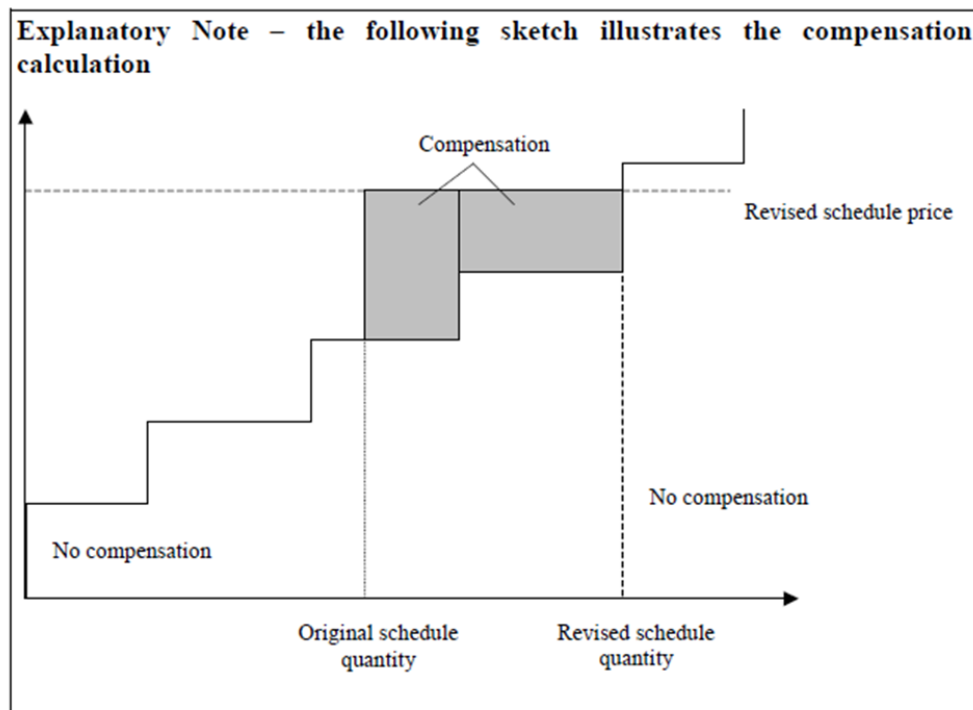 Explanatory Note – the following sketch illustrates the compensation
calculation
Compensation
Revised schedule price
No compensation
No compensation
Original schedule
quantity
Revised schedule
quantity